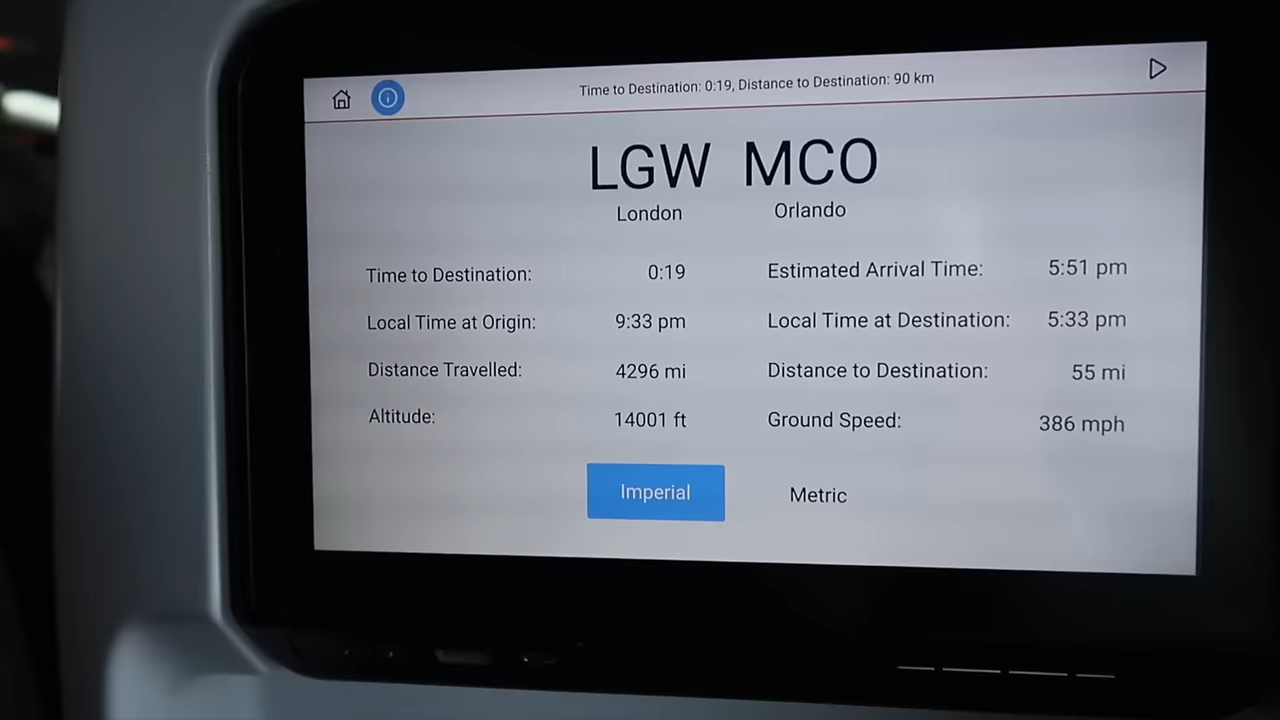 Time to Destination: 0:19, Distance to Destination: 90 km
LGW MCO
London Orlando
Time to Destination: 0:19 Estimated Arrival Time: 5:51 pm
Local Time at Origin: 9:33 pm Local Time at Destination: 5:33 pm
Distance Travelled: 4296 mi Distance to Destination: 55 mi
Altitude: 14001 ft Ground Speed: 386 mph
Imperial Metric